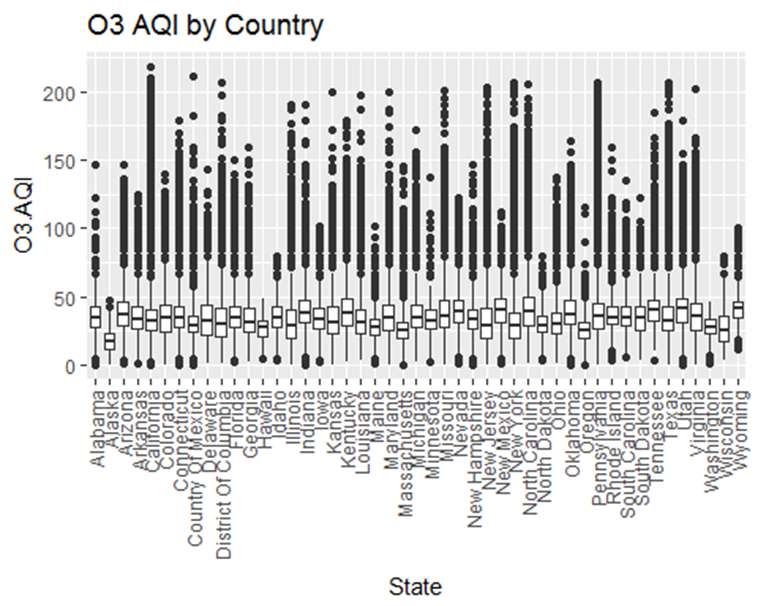 O3 AQI by Country
O3.AQI
200
150
100
50
0
Alabama
Alaska
Arizona
Arkansas
California
Colorado
Connecticut
Country Of Mexico
Delaware
District Of Columbia
Florida
Georgia
Hawaii
Idaho
Illinois
Indiana
Iowa
Kansas
Kentucky
Louisiana
Maine
Maryland
Massachusetts
Michigan
Minnesota
Missouri
Nevada
New Hampshire
New Jersey
New Mexico
New York
North Carolina
North Dakota
Ohio
Oklahoma
Oregon
Pennsylvania
Rhode Island
South Carolina
South Dakota
Tennessee
Texas
Utah
Virginia
Washington
Wisconsin
Wyoming
State